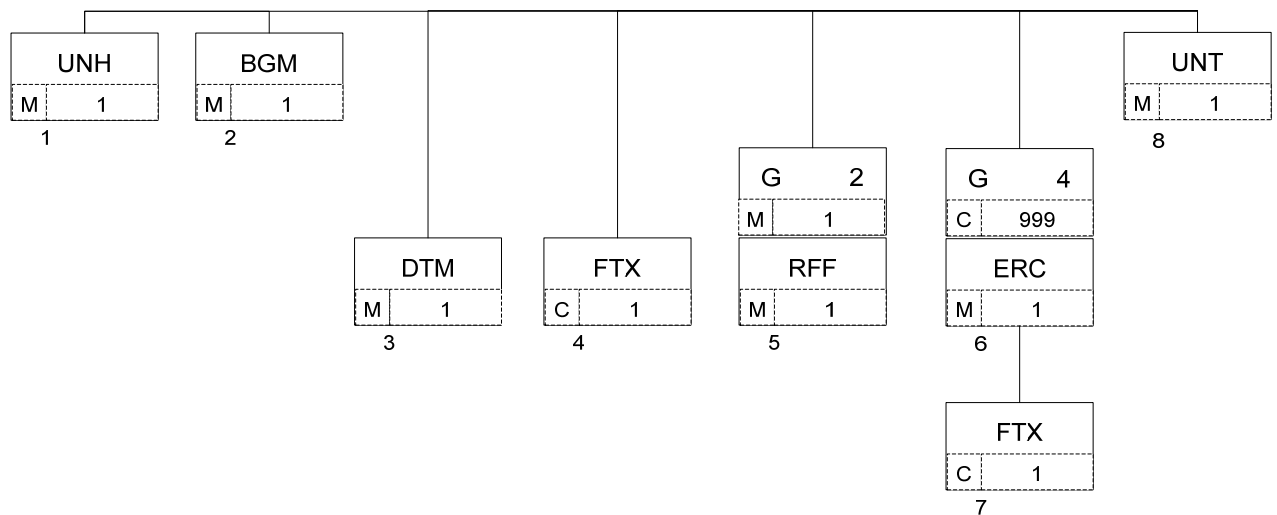 UNH
M 1
1
BGM
M 1
2
UNT
M 1
8
G 2
M 1
G 4
C 999
DTM
M 1
3
FTX
C 1
4
RFF
M 1
5
ERC
M 1
6
FTX
C 1
7